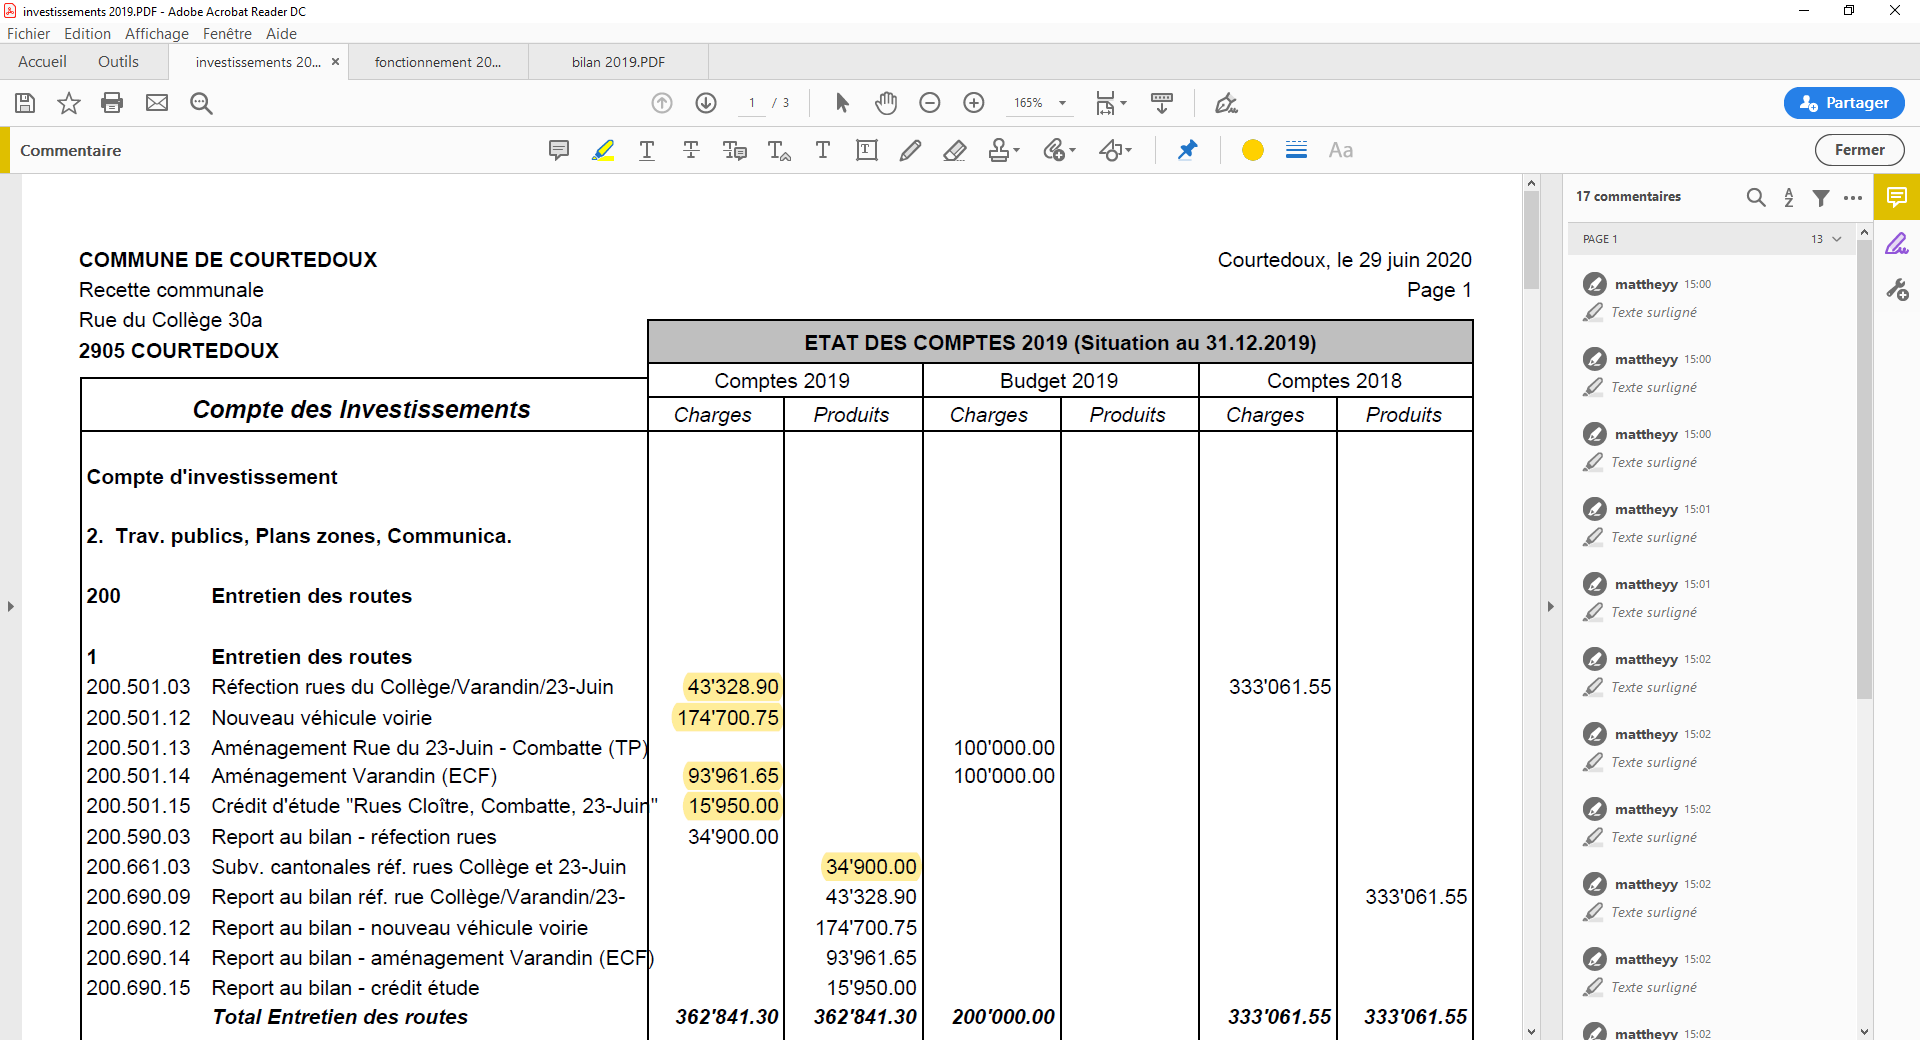 investissements 2019.PDF - Adobe Acrobat Reader DC
Fichier Edition Affichage Fenêtre Aide
Accueil Outils investissements 20... × fonctionnement 20... bilan 2019.PDF
1 / 3 165% Partager
Commentaire Aa Fermer
17 commentaires
PAGE 1 13
COMMUNE DE COURTEDOUX Courtedoux, le 29 juin 2020
Recette communale Page 1
Rue du Collège 30a
2905 COURTEDOUX
ETAT DES COMPTES 2019 (Situation au 31.12.2019)
Comptes 2019 Budget 2019 Comptes 2018
Compte des Investissements Charges Produits Charges Produits Charges Produits
Compte d'investissement
2. Trav. publics, Plans zones, Communica.
200 Entretien des routes
1 Entretien des routes
200.501.03 Réfection rues du Collège/Varandin/23-Juin 43'328.90 333'061.55
200.501.12 Nouveau véhicule voirie 174'700.75
200.501.13 Aménagement Rue du 23-Juin - Combatte (TP) 100'000.00
200.501.14 Aménagement Varandin (ECF) 93'961.65 100'000.00
200.501.15 Crédit d'étude "Rues Cloître, Combatte, 23-Juin" 15'950.00
200.590.03 Report au bilan - réfection rues 34'900.00
200.661.03 Subv. cantonales réf. rues Collège et 23-Juin 34'900.00
200.690.09 Report au bilan réf. rue Collège/Varandin/23- 43'328.90 333'061.55
200.690.12 Report au bilan - nouveau véhicule voirie 174'700.75
200.690.14 Report au bilan - aménagement Varandin (ECF) 93'961.65
200.690.15 Report au bilan - crédit étude 15'950.00
Total Entretien des routes 362'841.30 362'841.30 200'000.00 333'061.55 333'061.55
mattheyy 15:00
Texte surligné
mattheyy 15:00
Texte surligné
mattheyy 15:00
Texte surligné
mattheyy 15:01
Texte surligné
mattheyy 15:01
Texte surligné
mattheyy 15:02
Texte surligné
mattheyy 15:02
Texte surligné
mattheyy 15:02
Texte surligné
mattheyy 15:02
Texte surligné
mattheyy 15:02
Texte surligné
mattheyy 15:02